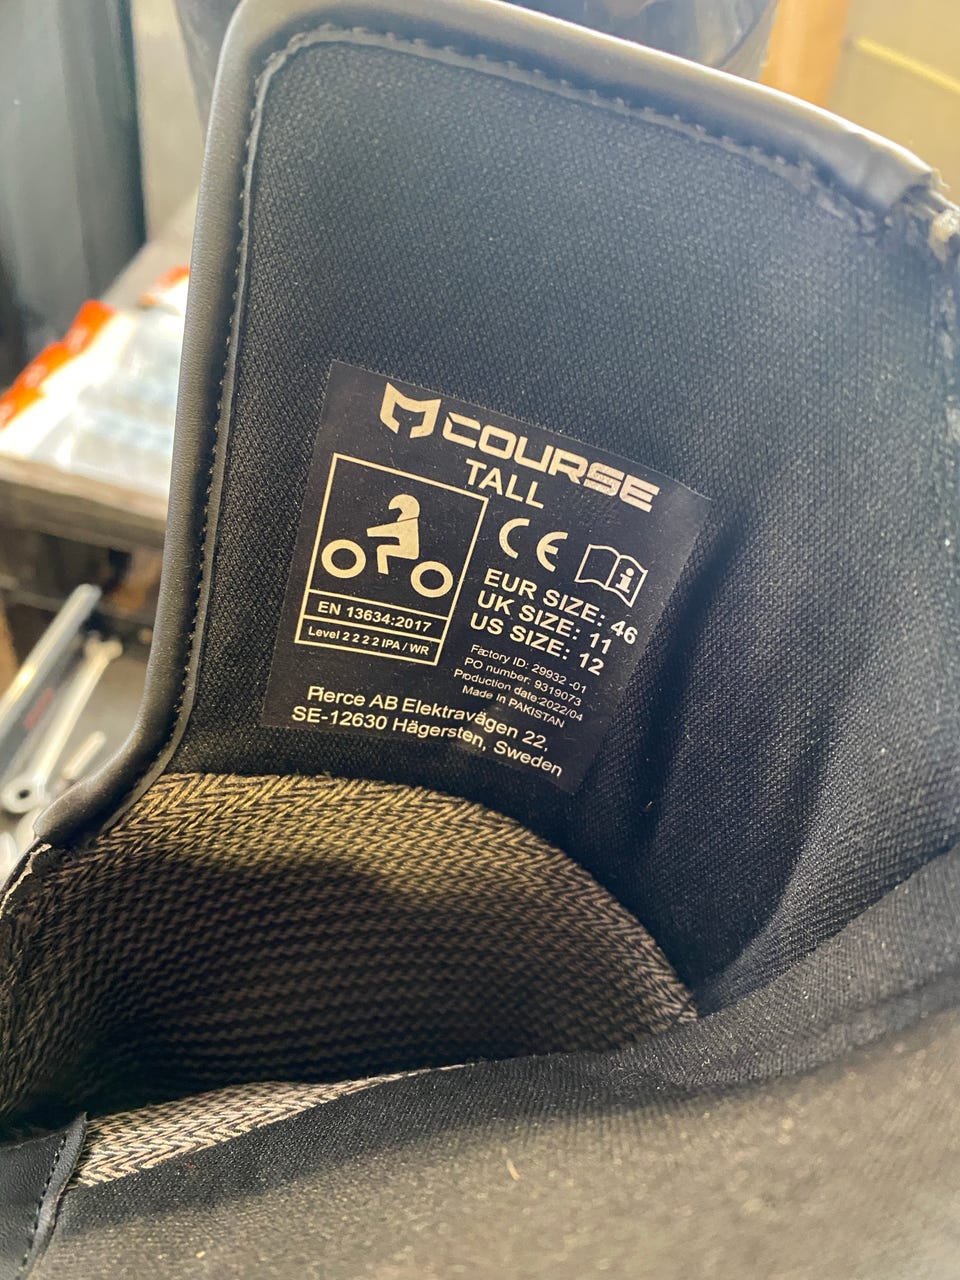 COURSE
TALL
CE
EN 13634:2017
Level 2 2 2 2 IPA / WR
EUR SIZE: 46
UK SIZE: 11
US SIZE: 12
Factory ID: 29932 -01
PO number: 9319073
Production date:2022/04
Made in PAKISTAN
Pierce AB Elektravägen 22,
SE-12630 Hägersten, Sweden